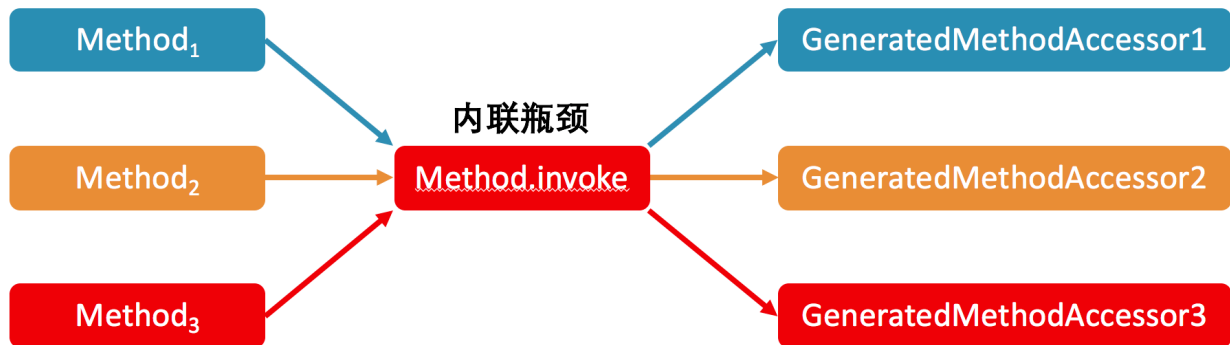 Method₁
GeneratedMethodAccessor1
内联瓶颈
Method₂
Method.invoke
GeneratedMethodAccessor2
Method₃
GeneratedMethodAccessor3